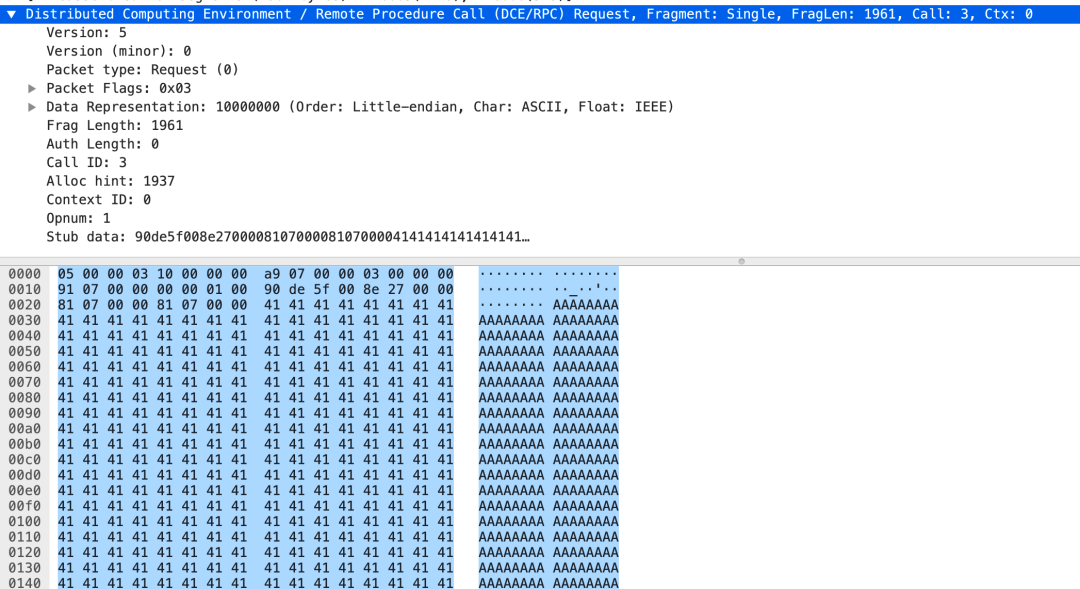 Distributed Computing Environment / Remote Procedure Call (DCE/RPC) Request, Fragment: Single, FragLen: 1961, Call: 3, Ctx: 0
Version: 5
Version (minor): 0
Packet type: Request (0)
Packet Flags: 0x03
Data Representation: 10000000 (Order: Little-endian, Char: ASCII, Float: IEEE)
Frag Length: 1961
Auth Length: 0
Call ID: 3
Alloc hint: 1937
Context ID: 0
Opnum: 1
Stub data: 90de5f008e27000081070000810700004141414141414141…
0000 05 00 00 03 10 00 00 00 a9 07 00 00 03 00 00 00 ········ ········
0010 91 07 00 00 00 00 01 00 90 de 5f 00 8e 27 00 00 ········ ··_··'··
0020 81 07 00 00 81 07 00 00 41 41 41 41 41 41 41 41 ········ AAAAAAAA
0030 41 41 41 41 41 41 41 41 41 41 41 41 41 41 41 41 AAAAAAAA AAAAAAAA
0040 41 41 41 41 41 41 41 41 41 41 41 41 41 41 41 41 AAAAAAAA AAAAAAAA
0050 41 41 41 41 41 41 41 41 41 41 41 41 41 41 41 41 AAAAAAAA AAAAAAAA
0060 41 41 41 41 41 41 41 41 41 41 41 41 41 41 41 41 AAAAAAAA AAAAAAAA
0070 41 41 41 41 41 41 41 41 41 41 41 41 41 41 41 41 AAAAAAAA AAAAAAAA
0080 41 41 41 41 41 41 41 41 41 41 41 41 41 41 41 41 AAAAAAAA AAAAAAAA
0090 41 41 41 41 41 41 41 41 41 41 41 41 41 41 41 41 AAAAAAAA AAAAAAAA
00a0 41 41 41 41 41 41 41 41 41 41 41 41 41 41 41 41 AAAAAAAA AAAAAAAA
00b0 41 41 41 41 41 41 41 41 41 41 41 41 41 41 41 41 AAAAAAAA AAAAAAAA
00c0 41 41 41 41 41 41 41 41 41 41 41 41 41 41 41 41 AAAAAAAA AAAAAAAA
00d0 41 41 41 41 41 41 41 41 41 41 41 41 41 41 41 41 AAAAAAAA AAAAAAAA
00e0 41 41 41 41 41 41 41 41 41 41 41 41 41 41 41 41 AAAAAAAA AAAAAAAA
00f0 41 41 41 41 41 41 41 41 41 41 41 41 41 41 41 41 AAAAAAAA AAAAAAAA
0100 41 41 41 41 41 41 41 41 41 41 41 41 41 41 41 41 AAAAAAAA AAAAAAAA
0110 41 41 41 41 41 41 41 41 41 41 41 41 41 41 41 41 AAAAAAAA AAAAAAAA
0120 41 41 41 41 41 41 41 41 41 41 41 41 41 41 41 41 AAAAAAAA AAAAAAAA
0130 41 41 41 41 41 41 41 41 41 41 41 41 41 41 41 41 AAAAAAAA AAAAAAAA
0140 41 41 41 41 41 41 41 41 41 41 41 41 41 41 41 41 AAAAAAAA AAAAAAAA